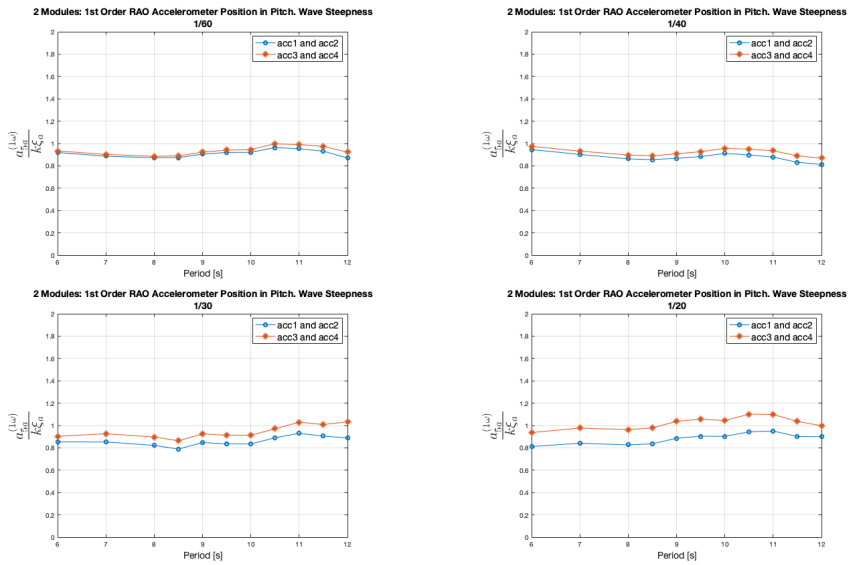 2 Modules: 1st Order RAO Accelerometer Position in Pitch. Wave Steepness
1/60
2
1.8
1.6
1.4
1.2
1
0.8
0.6
0.4
0.2
0
acc1 and acc2
acc3 and acc4
6 7 8 9 10 11 12
Period [s]
2 Modules: 1st Order RAO Accelerometer Position in Pitch. Wave Steepness
1/40
2
1.8
1.6
1.4
1.2
1
0.8
0.6
0.4
0.2
0
acc1 and acc2
acc3 and acc4
6 7 8 9 10 11 12
Period [s]
2 Modules: 1st Order RAO Accelerometer Position in Pitch. Wave Steepness
1/30
2
1.8
1.6
1.4
1.2
1
0.8
0.6
0.4
0.2
0
acc1 and acc2
acc3 and acc4
6 7 8 9 10 11 12
Period [s]
2 Modules: 1st Order RAO Accelerometer Position in Pitch. Wave Steepness
1/20
2
1.8
1.6
1.4
1.2
1
0.8
0.6
0.4
0.2
0
acc1 and acc2
acc3 and acc4
6 7 8 9 10 11 12
Period [s]